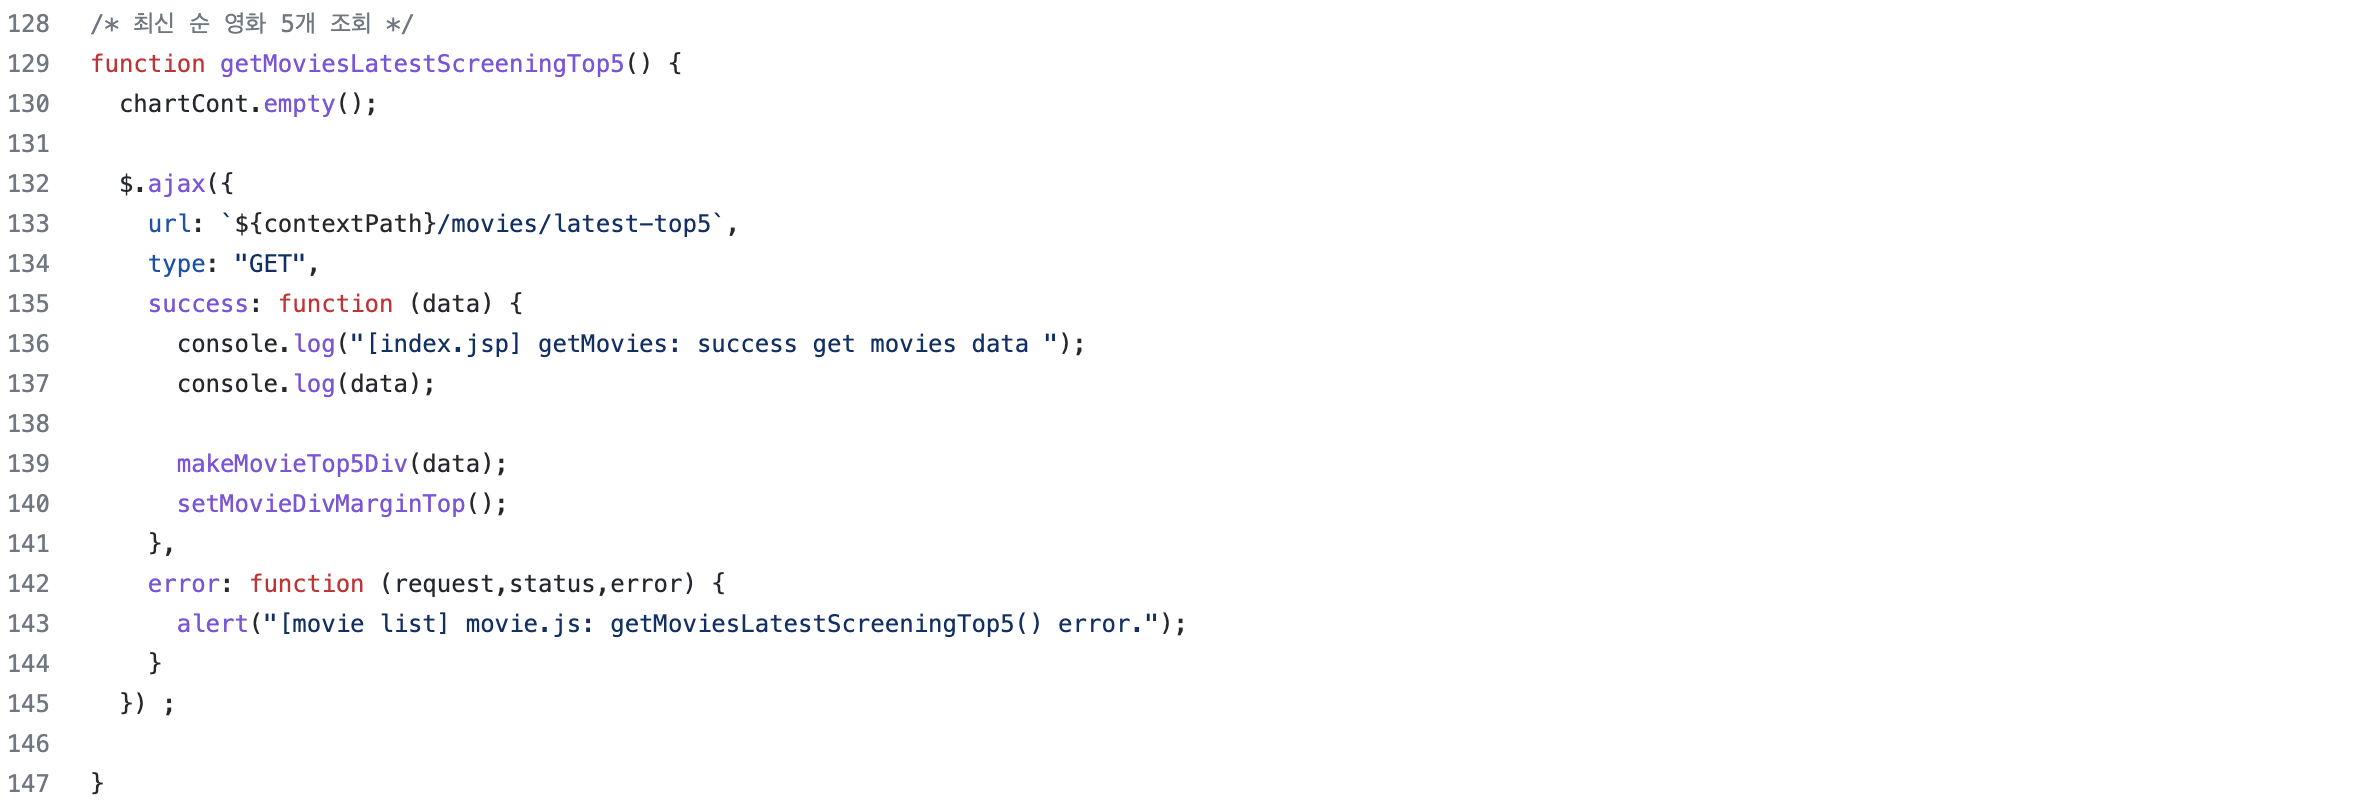 128 /* 최신 순 영화 5개 조회 */
129 function getMoviesLatestScreeningTop5() {
130   chartCont.empty();
131
132   $.ajax({
133     url: `${contextPath}/movies/latest-top5`,
134     type: "GET",
135     success: function (data) {
136       console.log("[index.jsp] getMovies: success get movies data ");
137       console.log(data);
138
139       makeMovieTop5Div(data);
140       setMovieDivMarginTop();
141     },
142     error: function (request,status,error) {
143       alert("[movie list] movie.js: getMoviesLatestScreeningTop5() error.");
144     }
145   }) ;
146
147 }